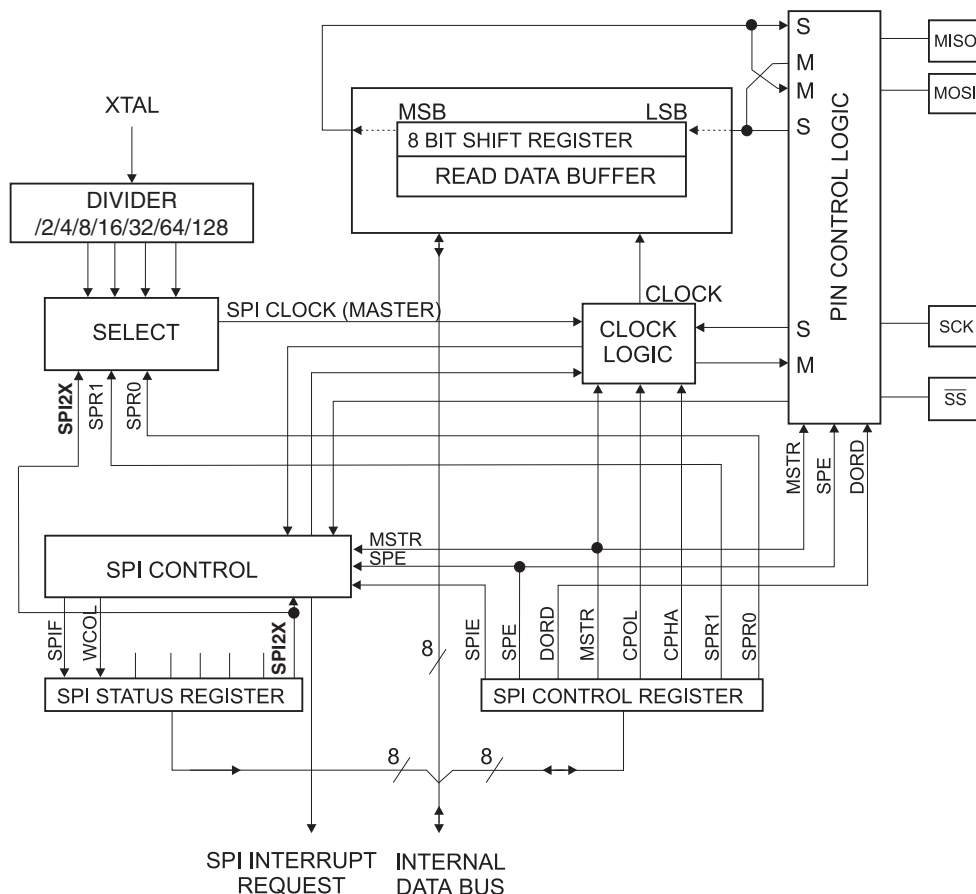 S
MISO
M
XTAL
MSB
LSB
M
MOSI
8 BIT SHIFT REGISTER
S
READ DATA BUFFER
DIVIDER
/2/4/8/16/32/64/128
PIN CONTROL LOGIC
SPI CLOCK (MASTER)
CLOCK
SELECT
CLOCK
LOGIC
S
SCK
M
SPI2X
SPR1
SPR0
SS
MSTR
SPE
DORD
MSTR
SPE
SPI CONTROL
SPIF
WCOL
SPI2X
8
SPIE
SPE
DORD
MSTR
CPOL
CPHA
SPR1
SPR0
SPI STATUS REGISTER
SPI CONTROL REGISTER
8
8
SPI INTERRUPT
REQUEST
INTERNAL
DATA BUS